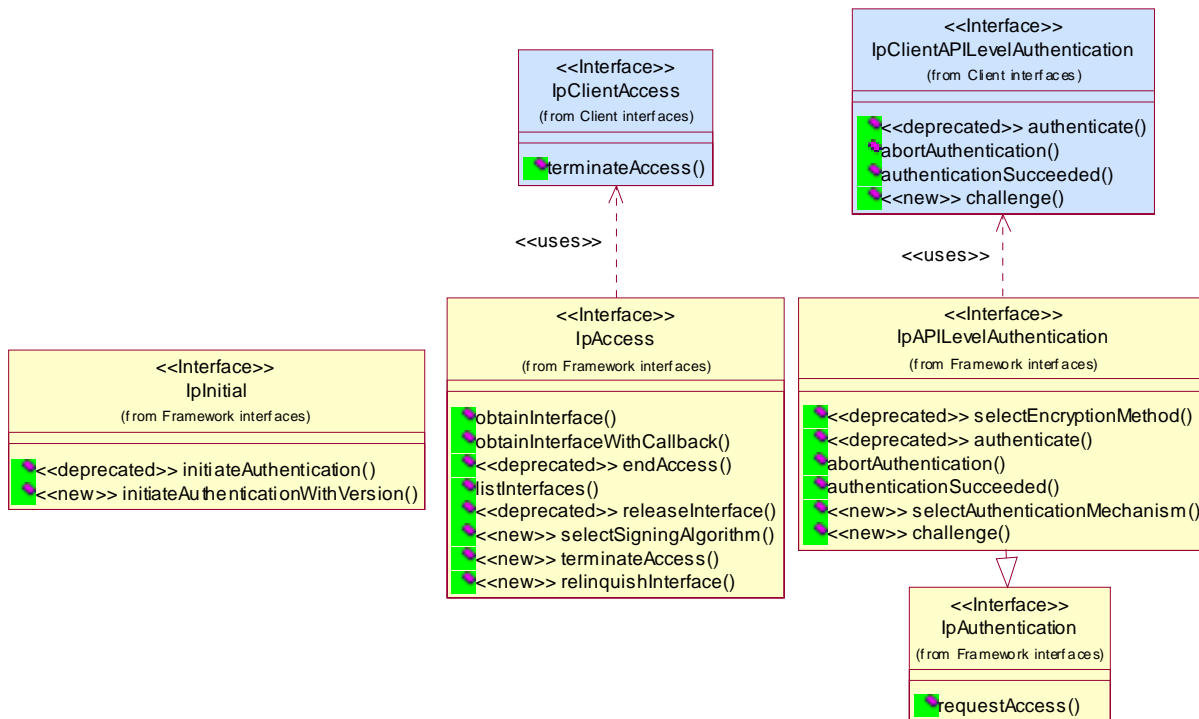 <<Interface>>
IpInitial
(from Framework interfaces)
<<deprecated>> initiateAuthentication()
<<new>> initiateAuthenticationWithVersion()
<<Interface>>
IpClientAccess
(from Client interfaces)
terminateAccess()
<<uses>>
<<Interface>>
IpAccess
(from Framework interfaces)
obtainInterface()
obtainInterfaceWithCallback()
<<deprecated>> endAccess()
listInterfaces()
<<deprecated>> releaseInterface()
<<new>> selectSigningAlgorithm()
<<new>> terminateAccess()
<<new>> relinquishInterface()
<<Interface>>
IpClientAPILevelAuthentication
(from Client interfaces)
<<deprecated>> authenticate()
abortAuthentication()
authenticationSucceeded()
<<new>> challenge()
<<uses>>
<<Interface>>
IpAPILevelAuthentication
(from Framework interfaces)
<<deprecated>> selectEncryptionMethod()
<<deprecated>> authenticate()
abortAuthentication()
authenticationSucceeded()
<<new>> selectAuthenticationMechanism()
<<new>> challenge()
<<Interface>>
IpAuthentication
(from Framework interfaces)
requestAccess()